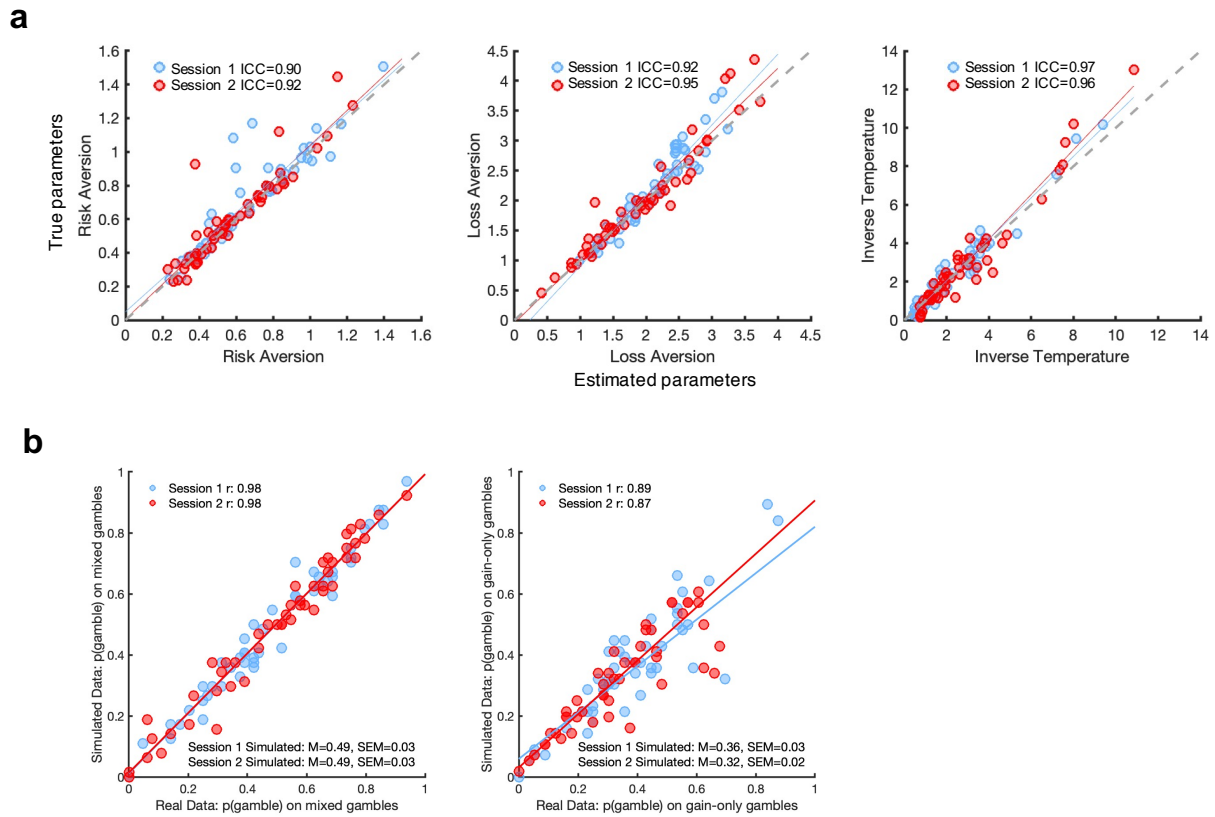 a
Session 1 ICC=0.90
Session 2 ICC=0.92
True parameters
Risk Aversion
1.6
1.4
1.2
1
0.8
0.6
0.4
0.2
0
0 0.2 0.4 0.6 0.8 1 1.2 1.4 1.6
Risk Aversion
Session 1 ICC=0.92
Session 2 ICC=0.95
Loss Aversion
4.5
4
3.5
3
2.5
2
1.5
1
0.5
0
0 0.5 1 1.5 2 2.5 3 3.5 4 4.5
Loss Aversion
Estimated parameters
Session 1 ICC=0.97
Session 2 ICC=0.96
Inverse Temperature
14
12
10
8
6
4
2
0
0 2 4 6 8 10 12 14
Inverse Temperature
b
Session 1 r: 0.98
Session 2 r: 0.98
Simulated Data: p(gamble) on mixed gambles
1
0.8
0.6
0.4
0.2
0
Session 1 Simulated: M=0.49, SEM=0.03
Session 2 Simulated: M=0.49, SEM=0.03
0 0.2 0.4 0.6 0.8 1
Real Data: p(gamble) on mixed gambles
Session 1 r: 0.89
Session 2 r: 0.87
Simulated Data: p(gamble) on gain-only gambles
1
0.8
0.6
0.4
0.2
0
Session 1 Simulated: M=0.36, SEM=0.03
Session 2 Simulated: M=0.32, SEM=0.02
0.2 0.4 0.6 0.8 1
Real Data: p(gamble) on gain-only gambles